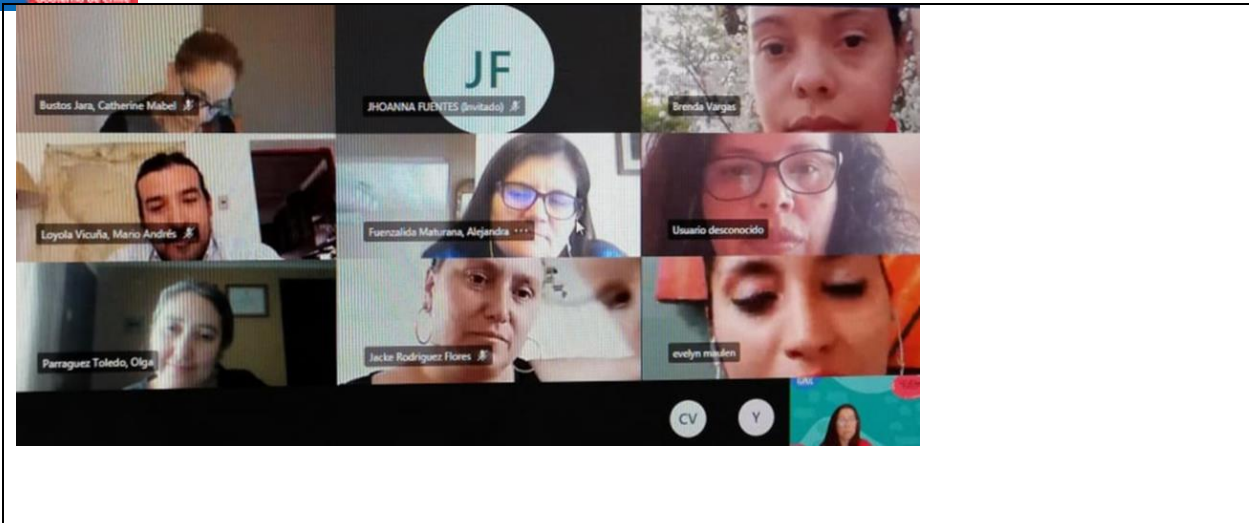 JF
Bustos Jara, Catherine Mabel
JHOANNA FUENTES (Invitado)
Brenda Vargas
Loyola Vicuña, Mario Andrés
Fuenzalida Maturana, Alejandra ...
Usuario desconocido
Parraguez Toledo, Olga
Jacke Rodriguez Flores
evelyn maulen
CV
Y